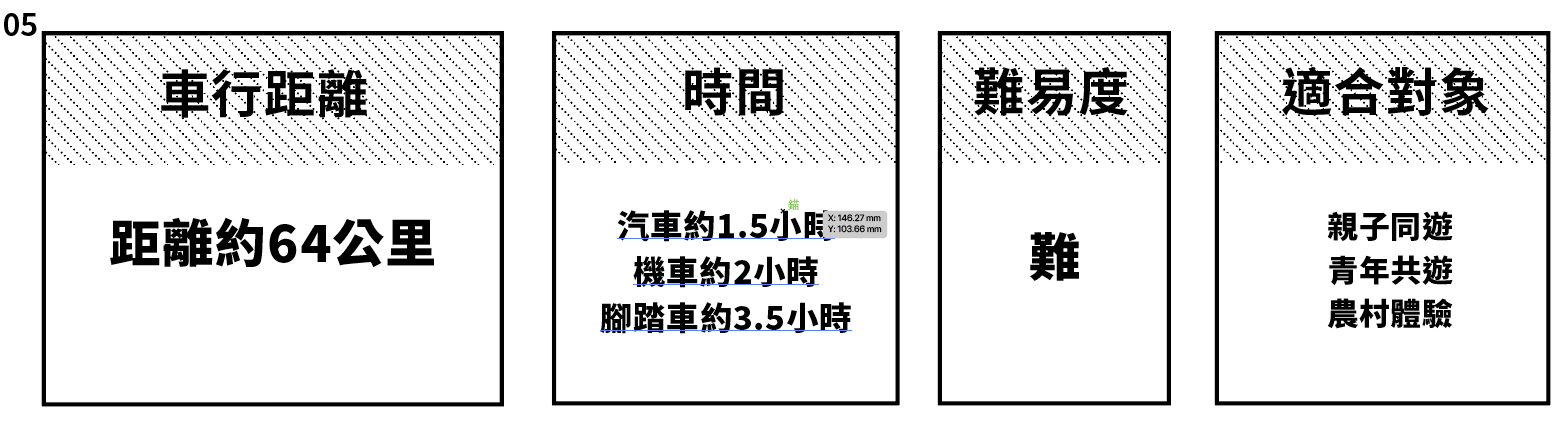 05
車行距離
距離約64公里
時間
錨
X: 146.27 mm
Y: 103.66 mm
汽車約1.5小時
機車約2小時
腳踏車約3.5小時
難易度
難
適合對象
親子同遊
青年共遊
農村體驗